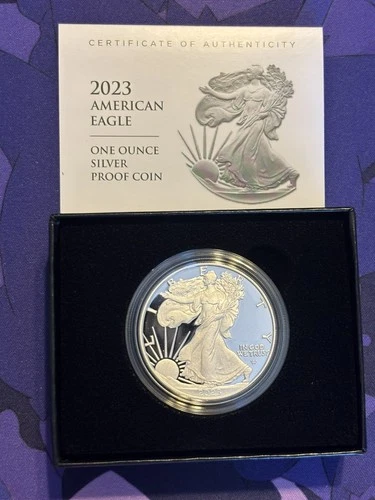 CERTIFICATE OF AUTHENTICITY
2023
AMERICAN
EAGLE
ONE OUNCE
SILVER
PROOF COIN
LIBERTY
IN GOD
WE TRUST